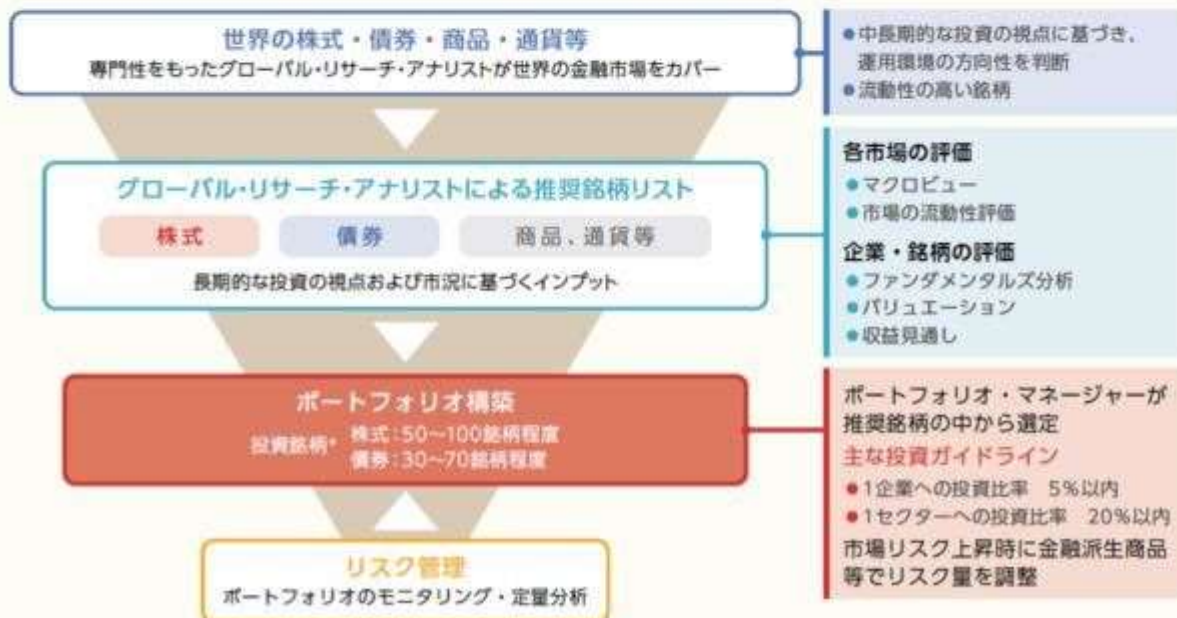 世界の株式・債券・商品・通貨等
専門性をもったグローバル・リサーチ・アナリストが世界の金融市場をカバー
●中長期的な投資の視点に基づき、
運用環境の方向性を判断
●流動性の高い銘柄
グローバル・リサーチ・アナリストによる推奨銘柄リスト
株式
債券
商品、通貨等
長期的な投資の視点および市況に基づくインプット
各市場の評価
●マクロビュー
●市場の流動性評価
企業・銘柄の評価
●ファンダメンタルズ分析
●バリュエーション
●収益見通し
ポートフォリオ構築
投資銘柄* 株式：50～100銘柄程度
債券：30～70銘柄程度
ポートフォリオ・マネージャーが
推奨銘柄の中から選定
主な投資ガイドライン
●1企業への投資比率 5%以内
●1セクターへの投資比率 20%以内
市場リスク上昇時に金融派生商品
等でリスク量を調整
リスク管理
ポートフォリオのモニタリング・定量分析